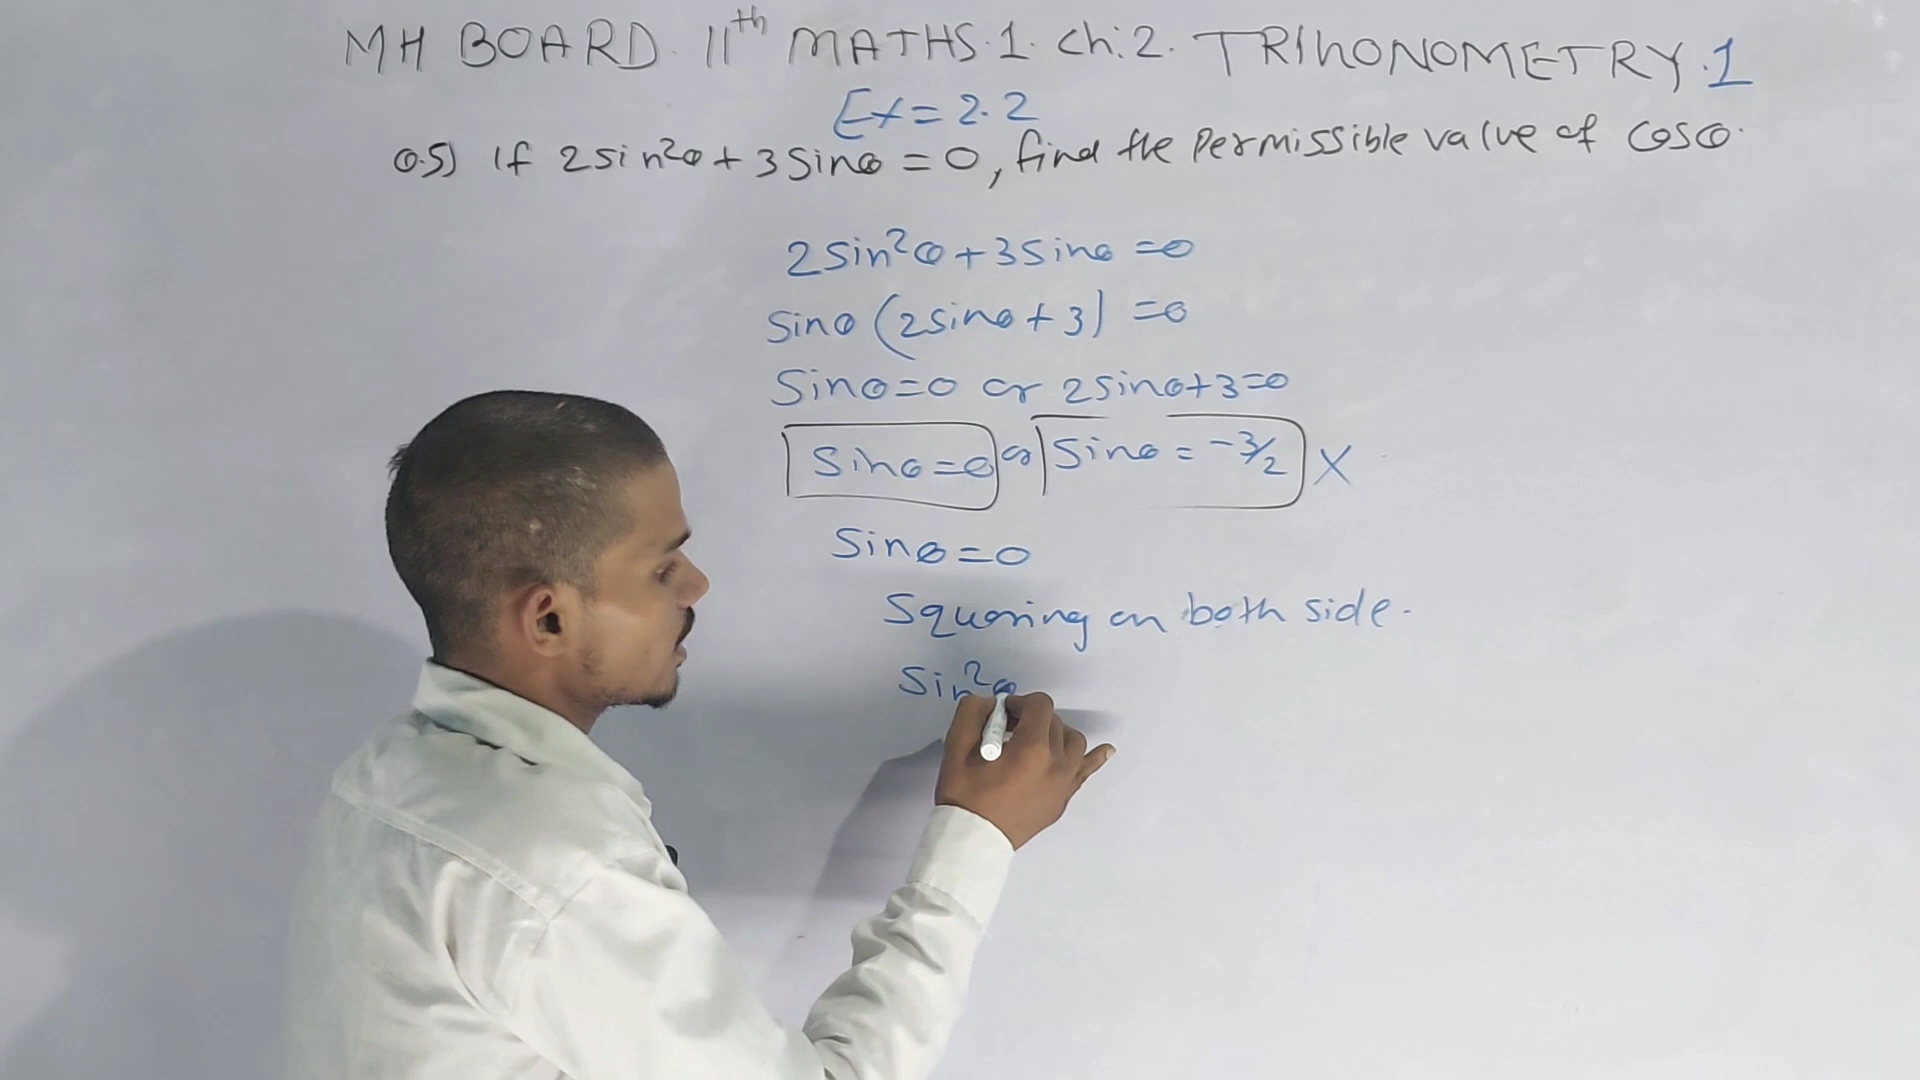 MH BOARD. 11th MATHS.1. Ch:2. TRIGONOMETRY.1
Ex = 2.2
Q.5) If 2sin²θ + 3sinθ = 0, find the permissible value of cosθ.
2sin²θ + 3sinθ = 0
sinθ (2sinθ + 3) = 0
sinθ = 0 or 2sinθ + 3 = 0
sinθ = 0 or sinθ = -3/2 X
sinθ = 0
Squaring on both side.
sin²θ